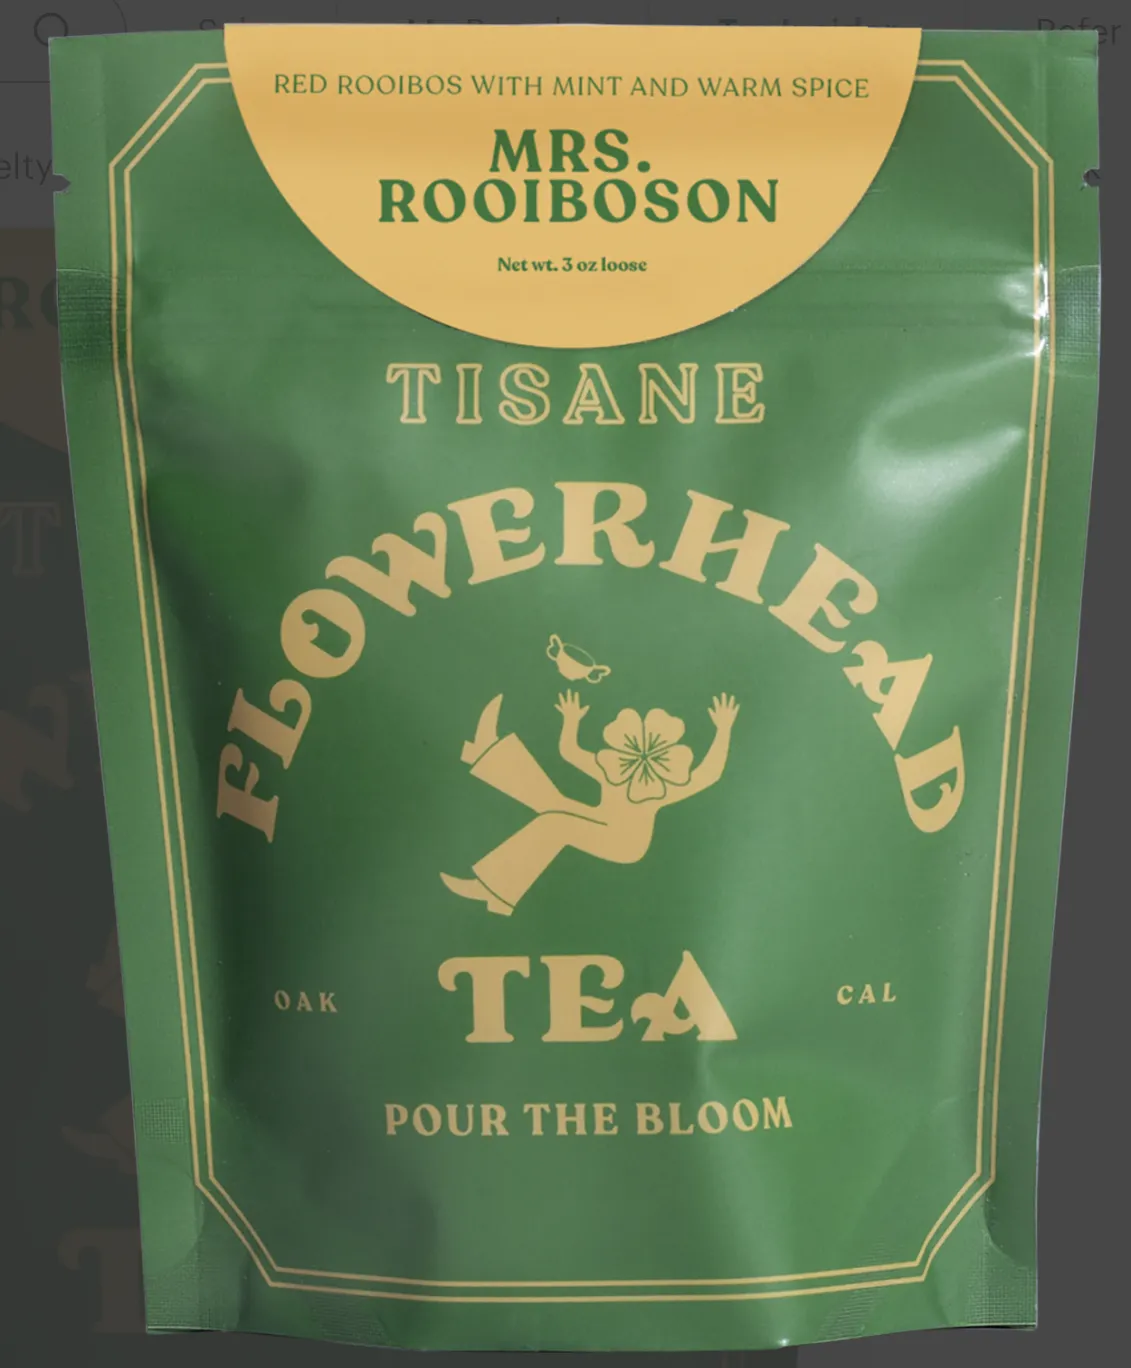 RED ROOIBOS WITH MINT AND WARM SPICE
MRS.
ROOIBOSON
Net wt. 3 oz loose
TISANE
FLOWERHEAD
TEA
OAK
CAL
POUR THE BLOOM